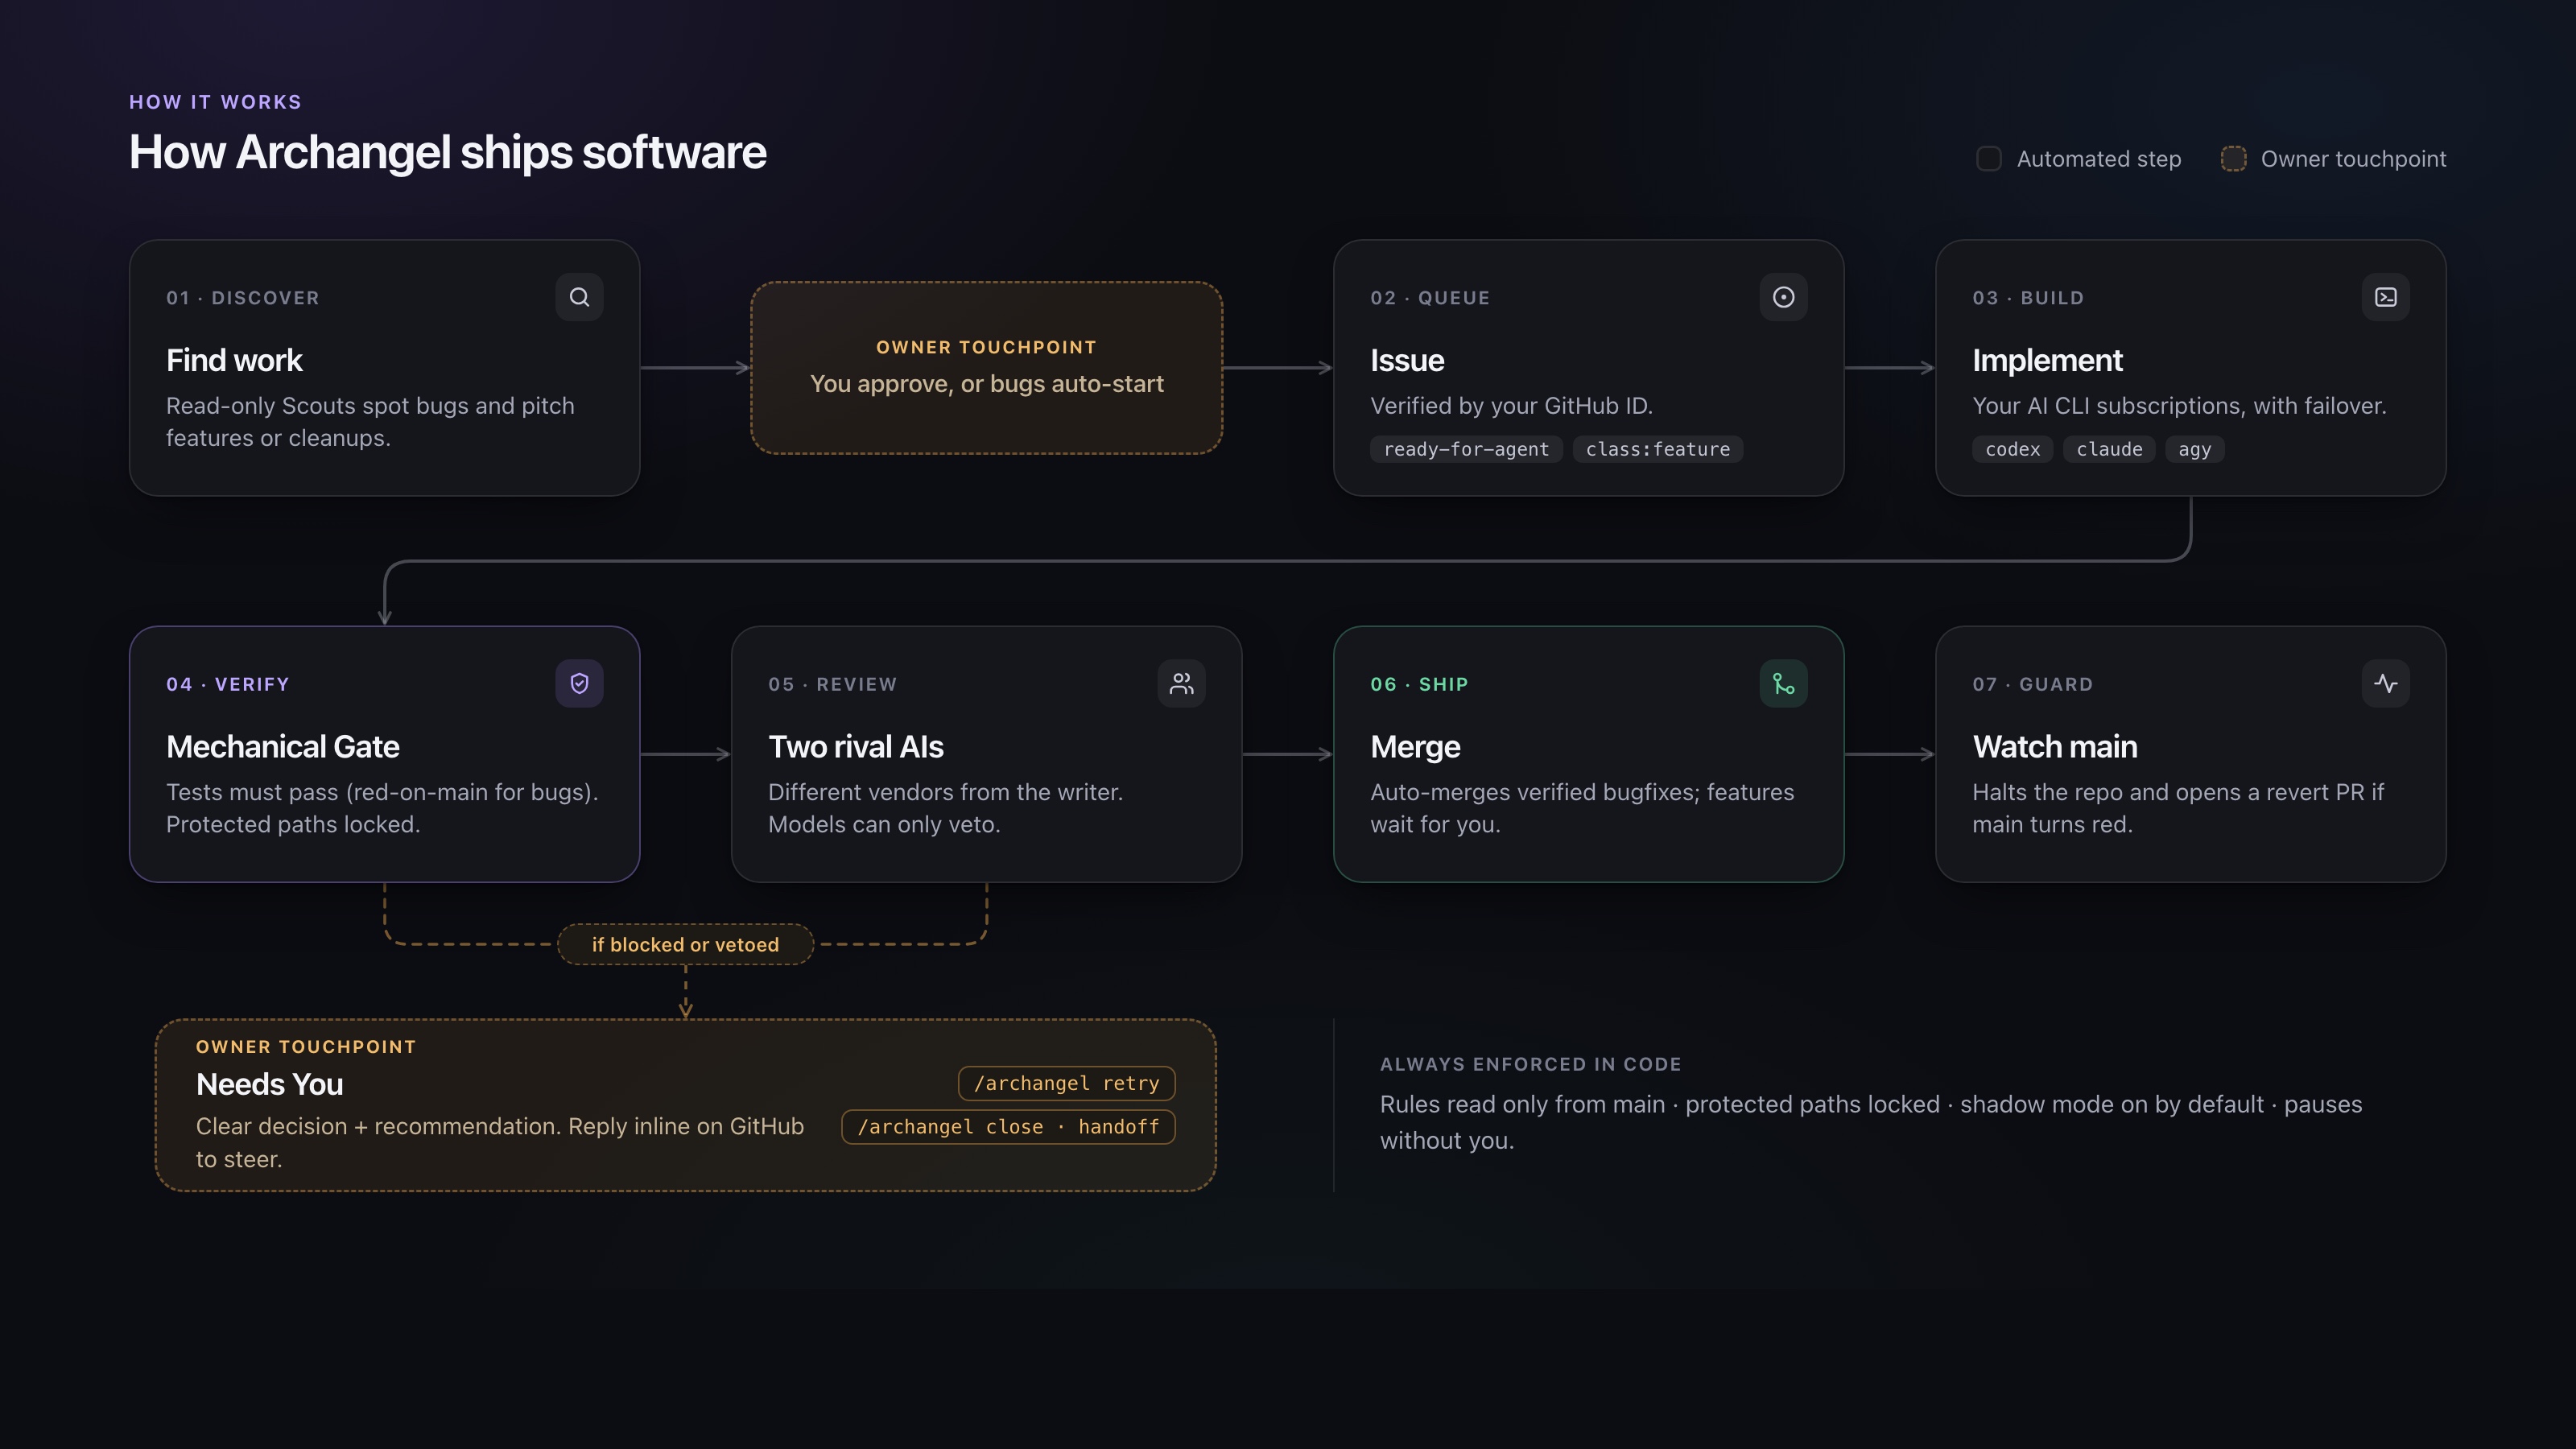 HOW IT WORKS
How Archangel ships software
Automated step
Owner touchpoint
01 · DISCOVER
Find work
Read-only Scouts spot bugs and pitch
features or cleanups.
OWNER TOUCHPOINT
You approve, or bugs auto-start
02 · QUEUE
Issue
Verified by your GitHub ID.
ready-for-agent
class:feature
03 · BUILD
Implement
Your AI CLI subscriptions, with failover.
codex
claude
agy
04 · VERIFY
Mechanical Gate
Tests must pass (red-on-main for bugs).
Protected paths locked.
05 · REVIEW
Two rival AIs
Different vendors from the writer.
Models can only veto.
06 · SHIP
Merge
Auto-merges verified bugfixes; features
wait for you.
07 · GUARD
Watch main
Halts the repo and opens a revert PR if
main turns red.
if blocked or vetoed
OWNER TOUCHPOINT
Needs You
Clear decision + recommendation. Reply inline on GitHub
to steer.
/archangel retry
/archangel close · handoff
ALWAYS ENFORCED IN CODE
Rules read only from main · protected paths locked · shadow mode on by default · pauses
without you.